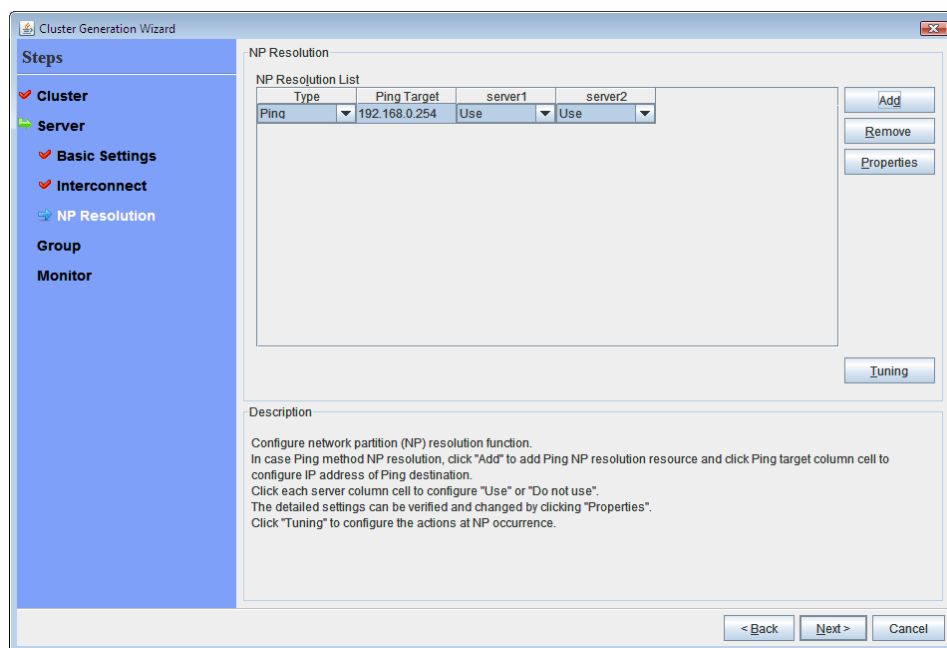 Cluster Generation Wizard
Steps
Cluster
Server
Basic Settings
Interconnect
NP Resolution
Group
Monitor
NP Resolution
NP Resolution List
Type Ping Target server1 server2
Ping 192.168.0.254 Use Use
Add
Remove
Properties
Tuning
Description
Configure network partition (NP) resolution function.
In case Ping method NP resolution, click "Add" to add Ping NP resolution resource and click Ping target column cell to
configure IP address of Ping destination.
Click each server column cell to configure "Use" or "Do not use".
The detailed settings can be verified and changed by clicking "Properties".
Click "Tuning" to configure the actions at NP occurrence.
< Back Next > Cancel